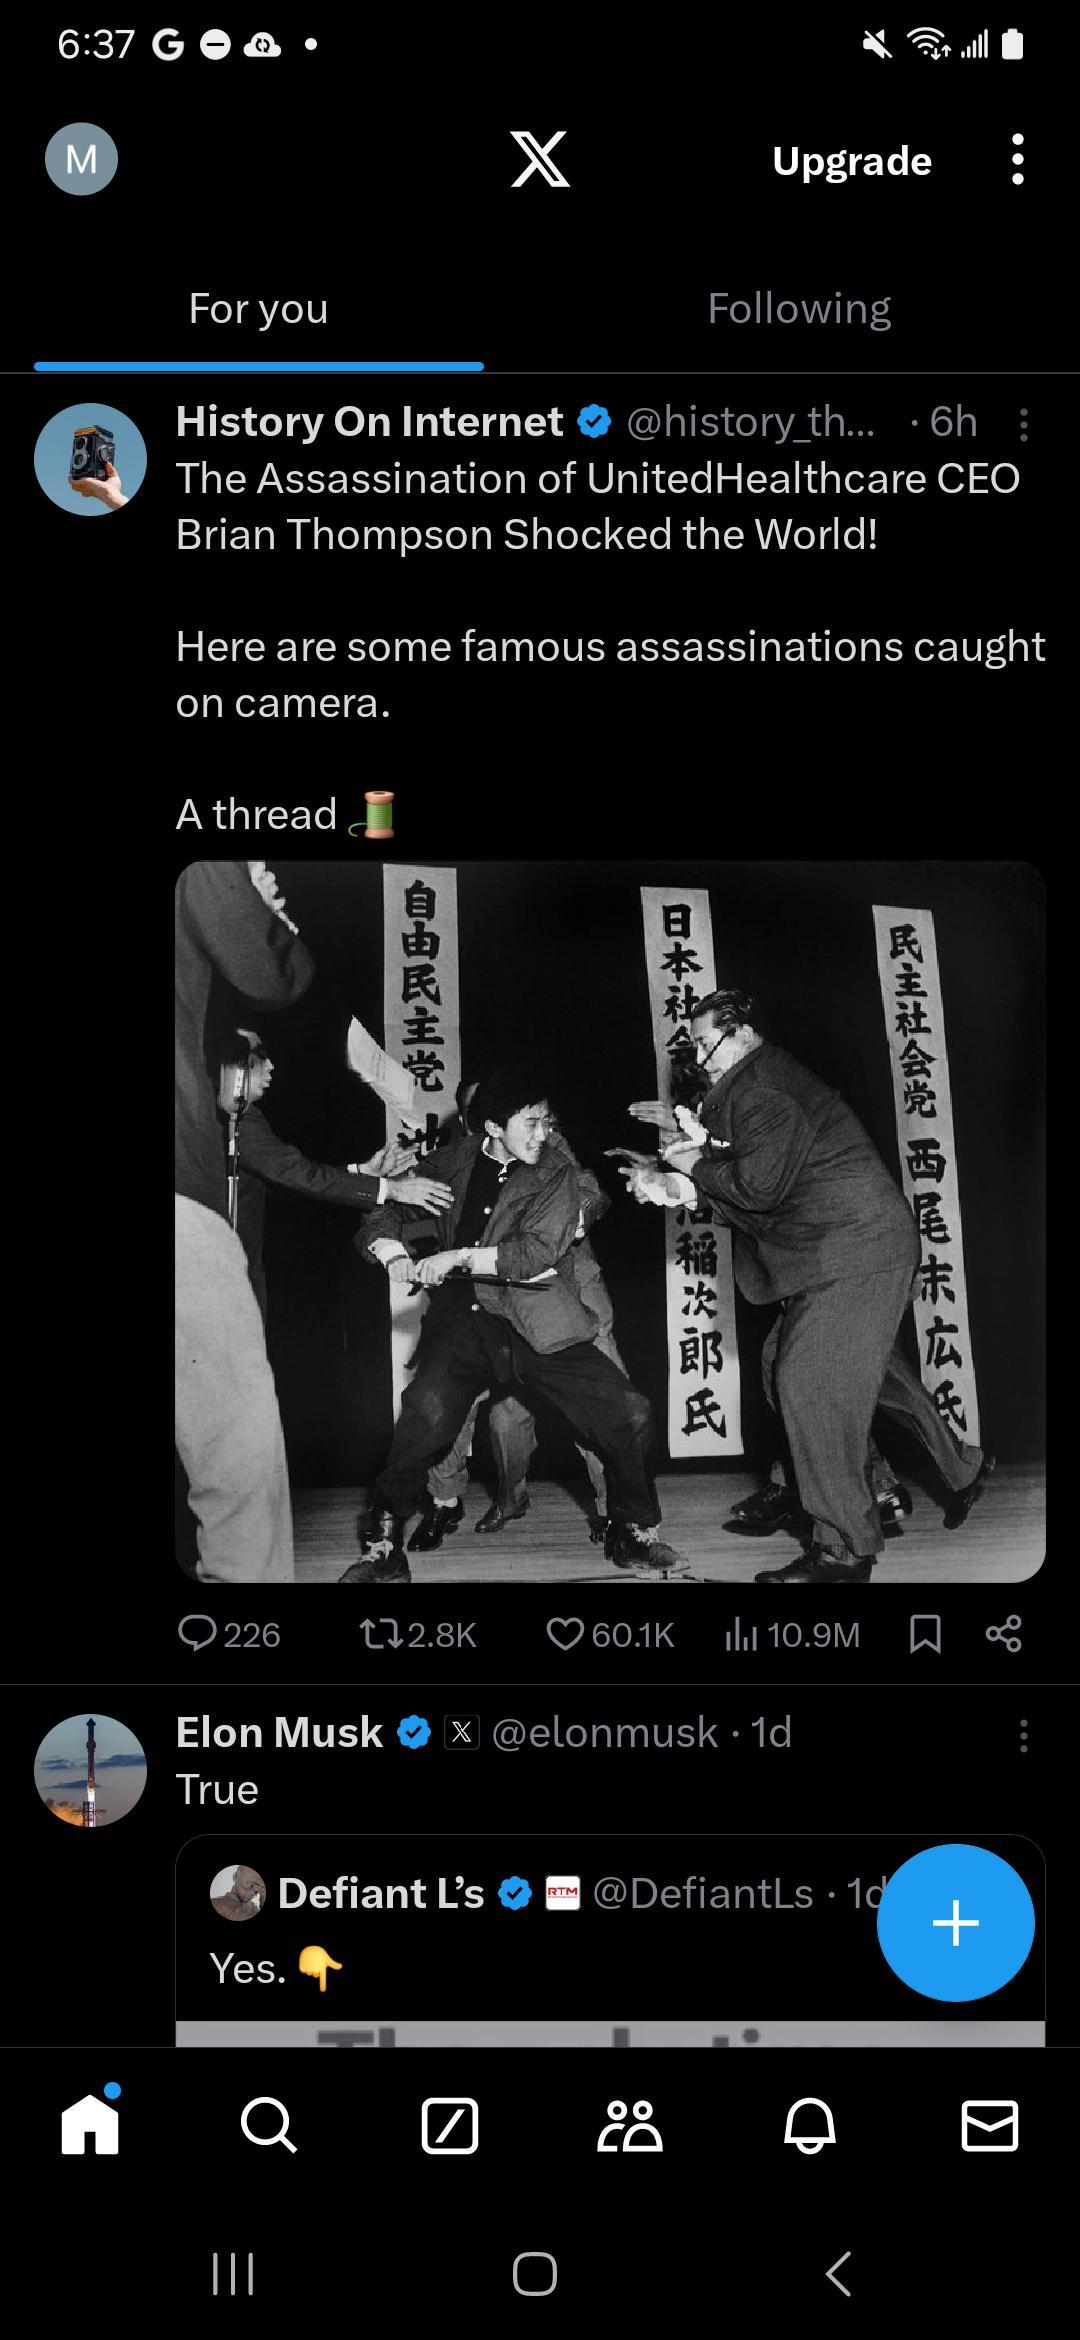 6:37
M
X
Upgrade
For you
Following
History On Internet @history_th... · 6h
The Assassination of UnitedHealthcare CEO
Brian Thompson Shocked the World!
Here are some famous assassinations caught
on camera.
A thread
自由民主党
日本社会
沼稲次郎氏
民主社会党 西尾末広氏
226
2.8K
60.1K
10.9M
Elon Musk X @elonmusk · 1d
True
Defiant L’s RTM @DefiantLs · 1d
Yes.